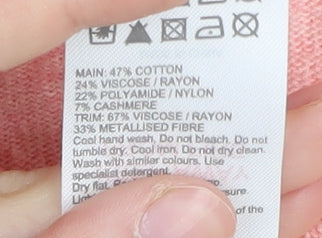 MAIN: 47% COTTON
24% VISCOSE / RAYON
22% POLYAMIDE / NYLON
7% CASHMERE
TRIM: 67% VISCOSE / RAYON
33% METALLISED FIBRE
Cool hand wash. Do not bleach. Do not
tumble dry. Cool iron. Do not dry clean.
Wash with similar colours. Use
specialist detergent.
Dry flat.
of the